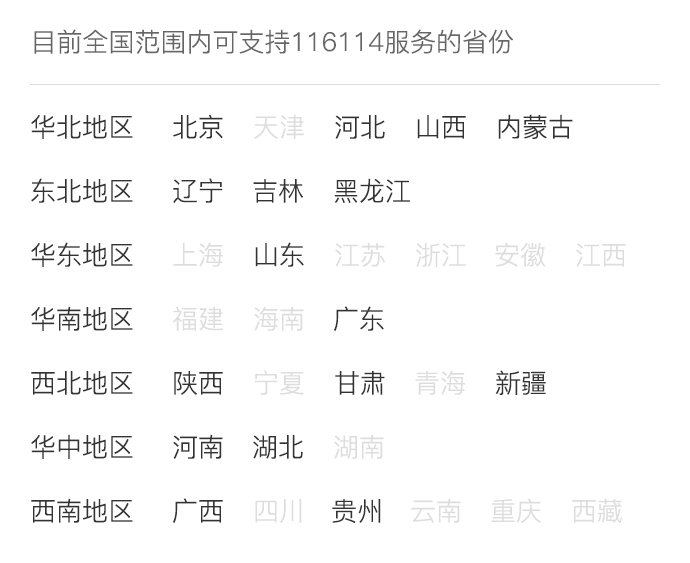 目前全国范围内可支持116114服务的省份
华北地区 北京 天津 河北 山西 内蒙古
东北地区 辽宁 吉林 黑龙江
华东地区 上海 山东 江苏 浙江 安徽 江西
华南地区 福建 海南 广东
西北地区 陕西 宁夏 甘肃 青海 新疆
华中地区 河南 湖北 湖南
西南地区 广西 四川 贵州 云南 重庆 西藏